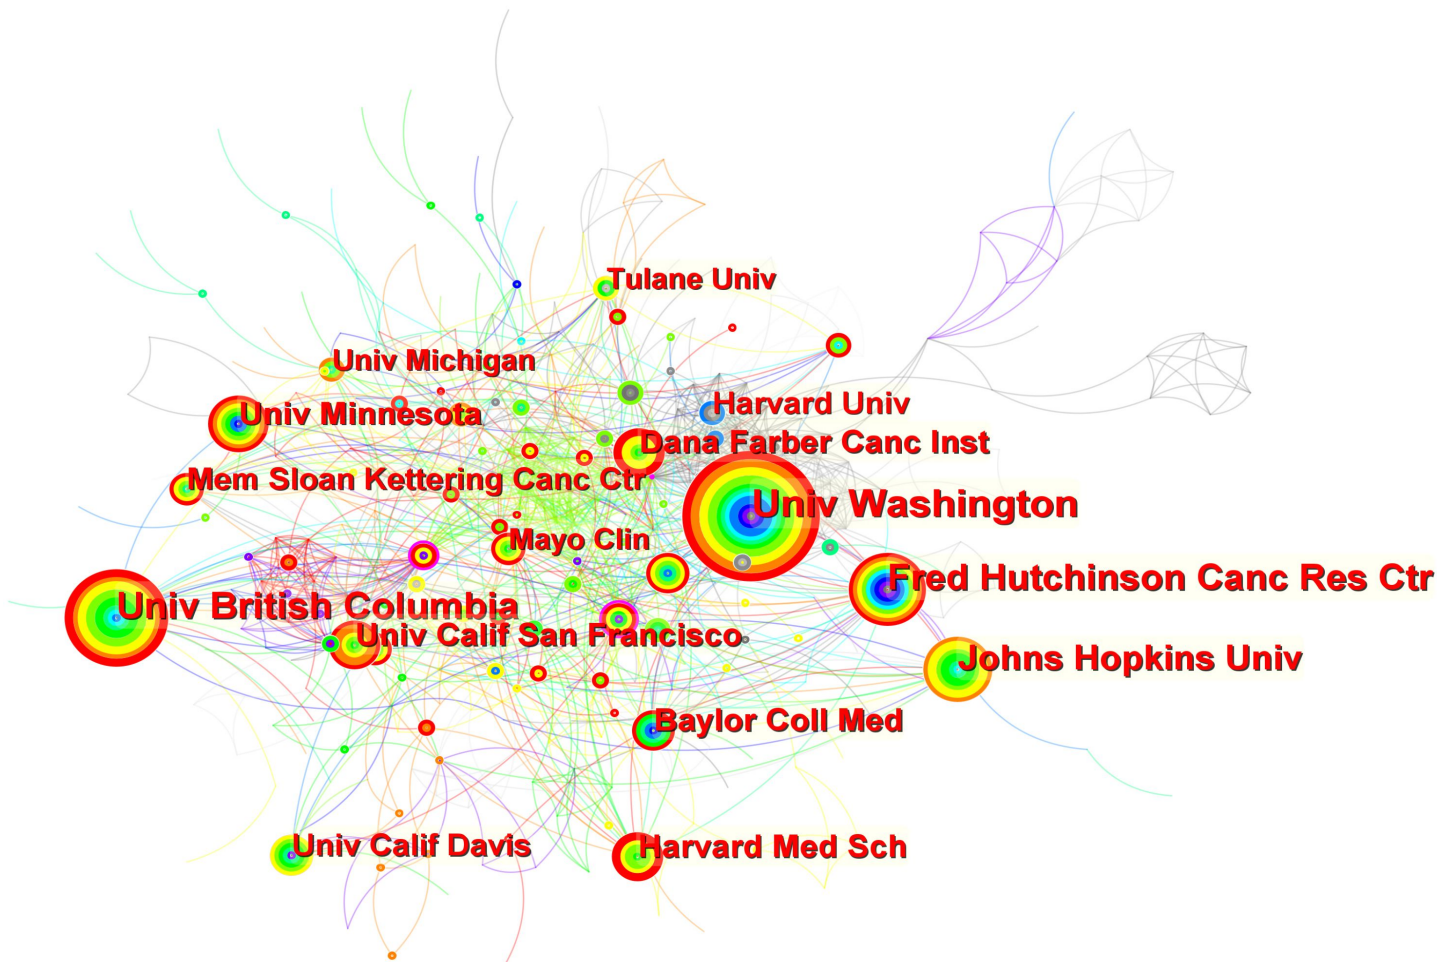 Tulane Univ
Univ Michigan
Harvard Univ
Univ Minnesota
Dana Farber Canc Inst
Mem Sloan Kettering Canc Ctr
Univ Washington
Mayo Clin
Fred Hutchinson Canc Res Ctr
Univ British Columbia
Univ Calif San Francisco
Johns Hopkins Univ
Baylor Coll Med
Univ Calif Davis
Harvard Med Sch